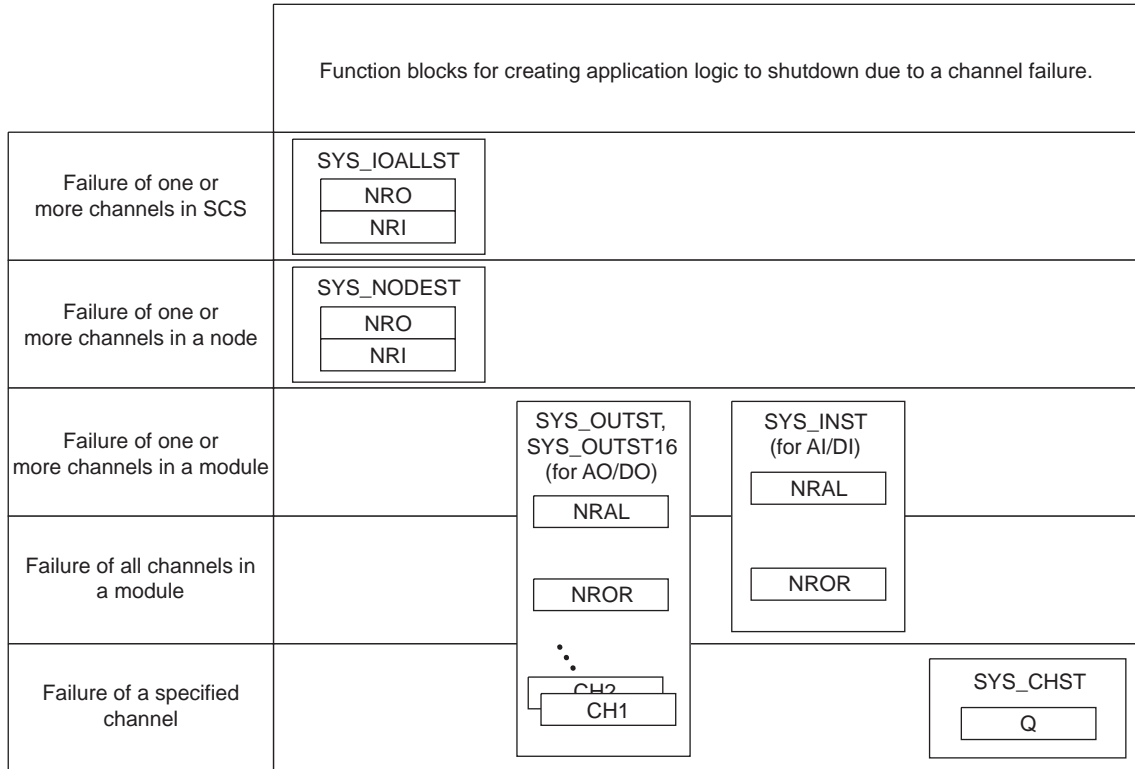 Function blocks for creating application logic to shutdown due to a channel failure.
Failure of one or
more channels in SCS
SYS_IOALLST
NRO
NRI
Failure of one or
more channels in a node
SYS_NODEST
NRO
NRI
Failure of one or
more channels in a module
SYS_OUTST,
SYS_OUTST16
(for AO/DO)
NRAL
SYS_INST
(for AI/DI)
NRAL
Failure of all channels in
a module
NROR
NROR
Failure of a specified
channel
CH2
CH1
SYS_CHST
Q